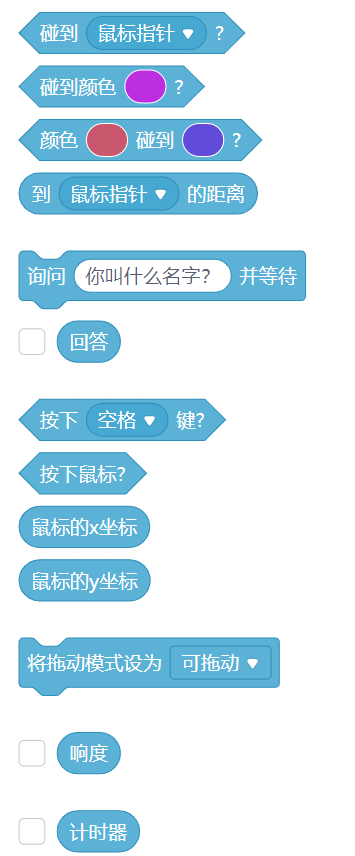 碰到 鼠标指针 ?
碰到颜色 ?
颜色 碰到 ?
到 鼠标指针 的距离
询问 你叫什么名字? 并等待
回答
按下 空格 键?
按下鼠标?
鼠标的x坐标
鼠标的y坐标
将拖动模式设为 可拖动
响度
计时器